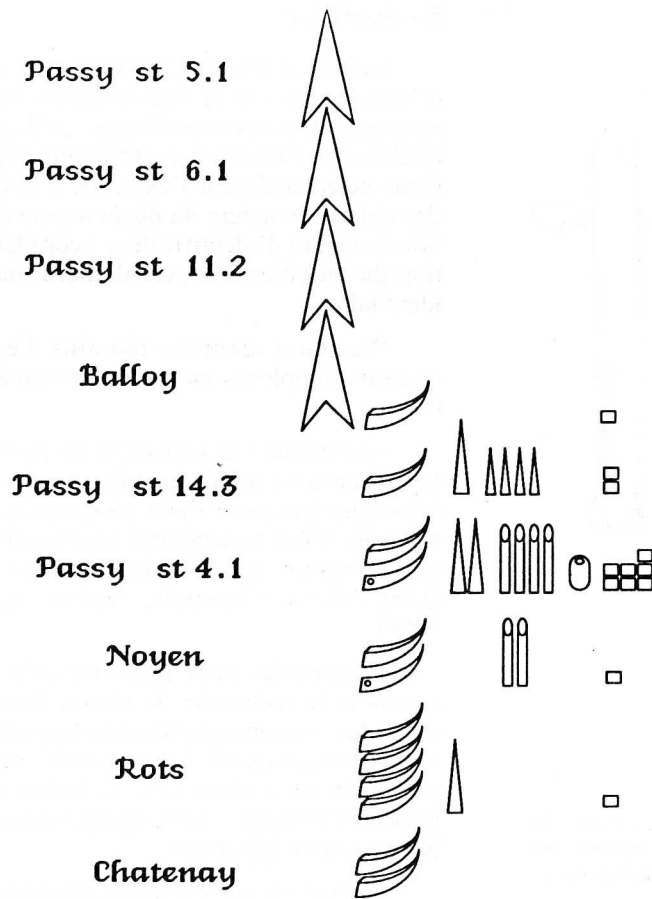 Passy st 5.1
Passy st 6.1
Passy st 11.2
Balloy
Passy st 14.3
Passy st 4.1
Noyen
Rots
Chatenay